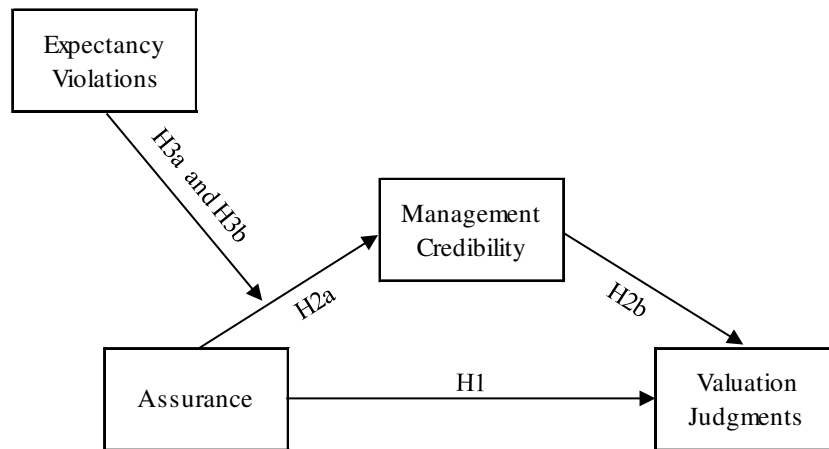 Expectancy
Violations
H3a and H3b
Management
Credibility
H2a
H2b
Assurance
H1
Valuation
Judgments